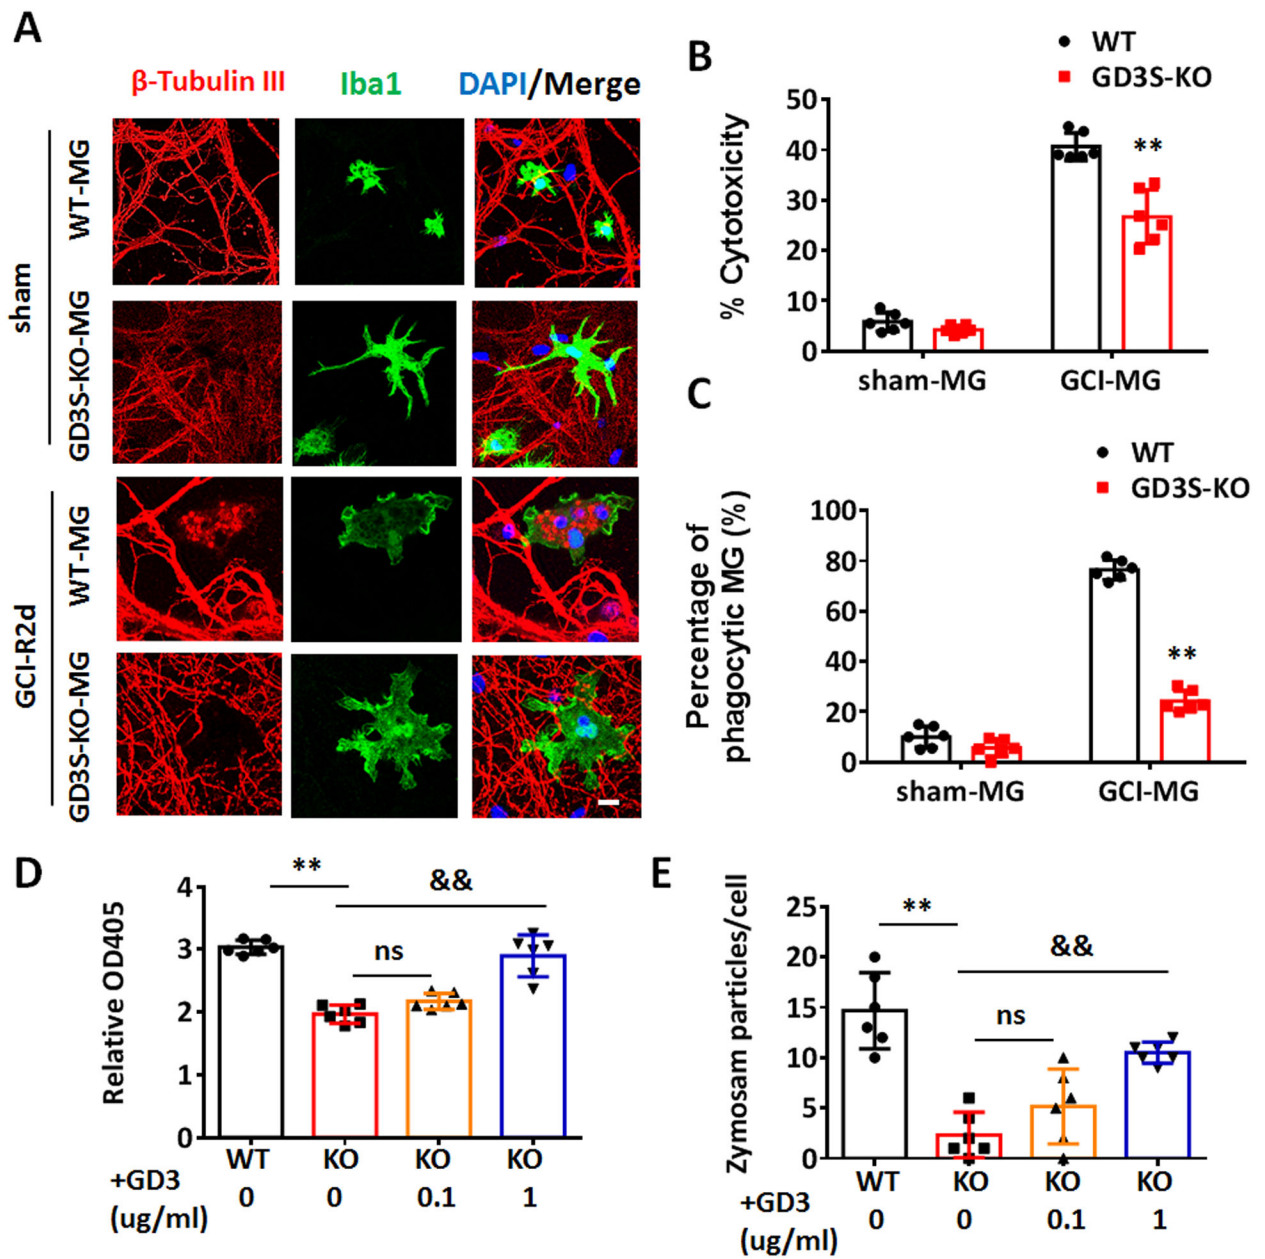 A
β-Tubulin III
Iba1
DAPI/Merge
sham
WT-MG
GD3S-KO-MG
GCI-R2d
WT-MG
GD3S-KO-MG
B
WT
GD3S-KO
% Cytotoxicity
50
40
30
20
10
0
**
sham-MG
GCI-MG
C
WT
GD3S-KO
Percentage of
phagocytic MG (%)
100
80
60
40
20
0
**
sham-MG
GCI-MG
D
Relative OD405
4
3
2
1
0
**
&&
ns
WT KO KO KO
+GD3 0 0 0.1 1
(ug/ml)
E
Zymosam particles/cell
25
20
15
10
5
0
**
&&
ns
WT KO KO KO
+GD3 0 0 0.1 1
(ug/ml)